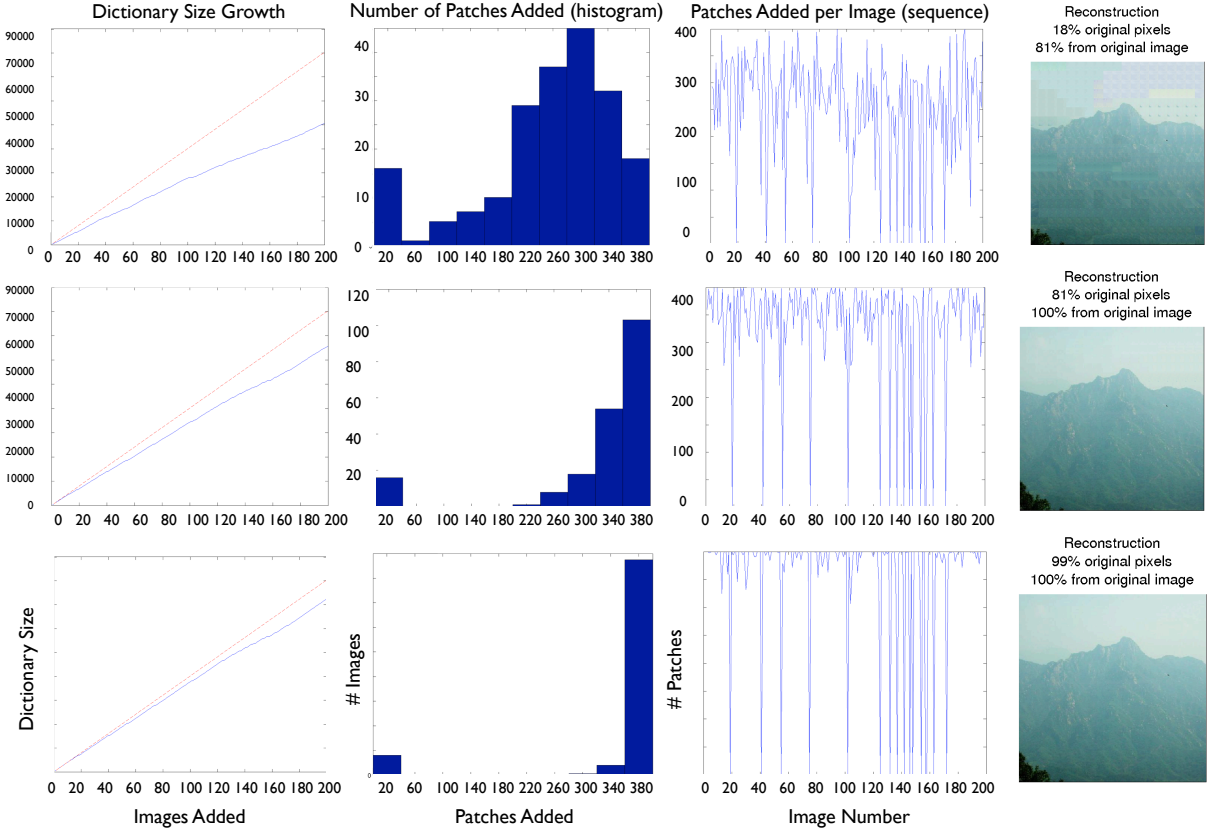 Dictionary Size Growth
Number of Patches Added (histogram)
Patches Added per Image (sequence)
Reconstruction
18% original pixels
81% from original image
90000
80000
70000
60000
50000
40000
30000
20000
10000
0
0 20 40 60 80 100 120 140 160 180 200
40
30
20
10
0
20 60 100 140 180 220 260 300 340 380
400
300
200
100
0
0 20 40 60 80 100 120 140 160 180 200
Reconstruction
81% original pixels
100% from original image
90000
80000
70000
60000
50000
40000
30000
20000
10000
0
0 20 40 60 80 100 120 140 160 180 200
120
100
80
60
40
20
20 60 100 140 180 220 260 300 340 380
400
300
200
100
0
0 20 40 60 80 100 120 140 160 180 200
Reconstruction
99% original pixels
100% from original image
Dictionary Size
0 20 40 60 80 100 120 140 160 180 200
Images Added
# Images
0
20 60 100 140 180 220 260 300 340 380
Patches Added
# Patches
0 20 40 60 80 100 120 140 160 180 200
Image Number